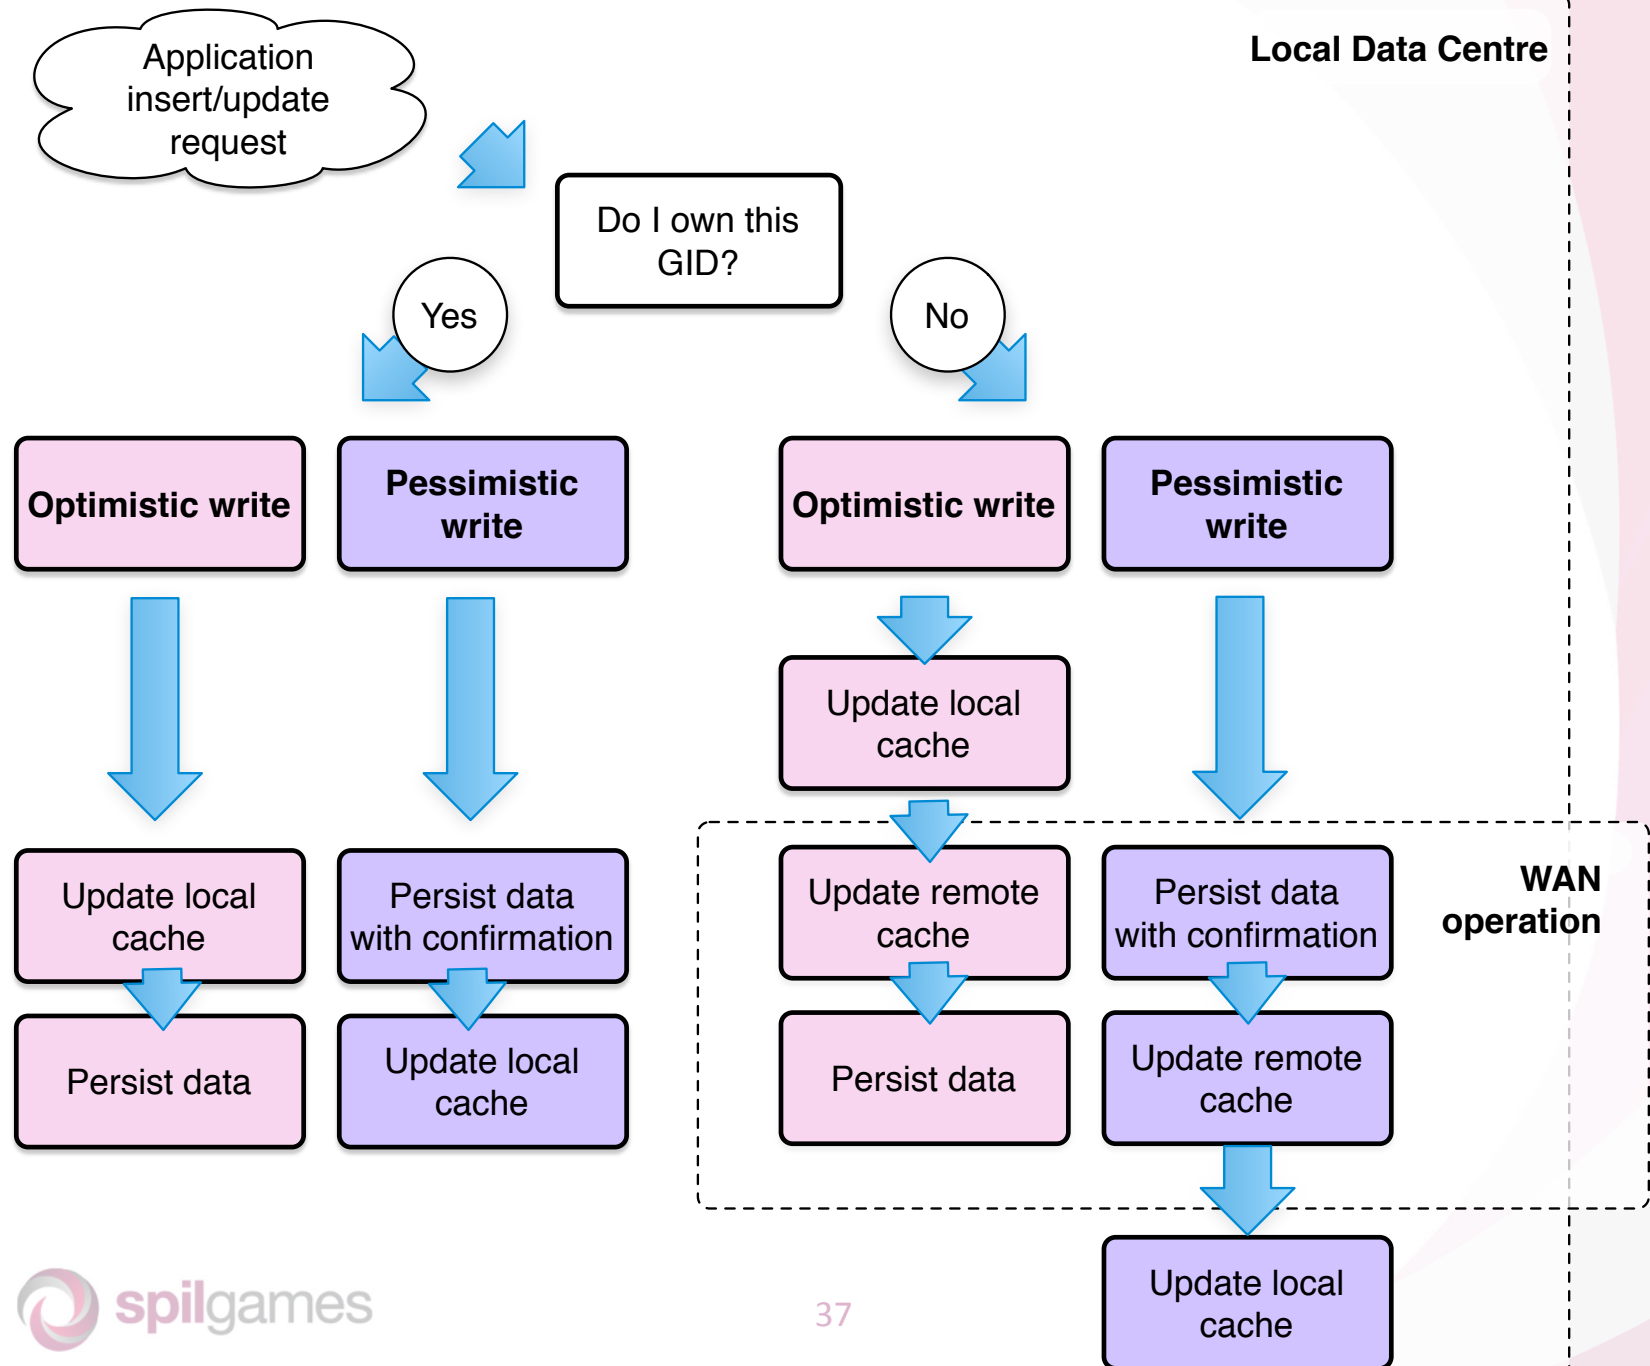 Local Data Centre
Application
insert/update
request
Do I own this
GID?
Yes
No
Optimistic write
Pessimistic
write
Optimistic write
Pessimistic
write
Update local
cache
Update local
cache
Persist data
with confirmation
Update remote
cache
Persist data
with confirmation
WAN
operation
Persist data
Update local
cache
Persist data
Update remote
cache
Update local
cache
spilgames
37